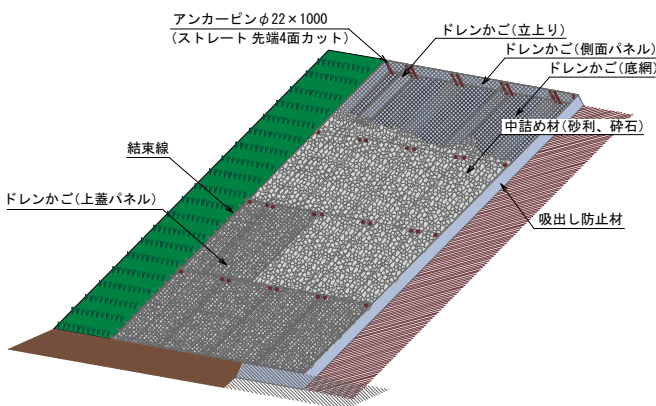 アンカーピンφ22×1000
(ストレート 先端4面カット)
ドレンかご(立上り)
ドレンかご(側面パネル)
ドレンかご(底網)
中詰め材(砂利、砕石)
結束線
ドレンかご(上蓋パネル)
吸出し防止材